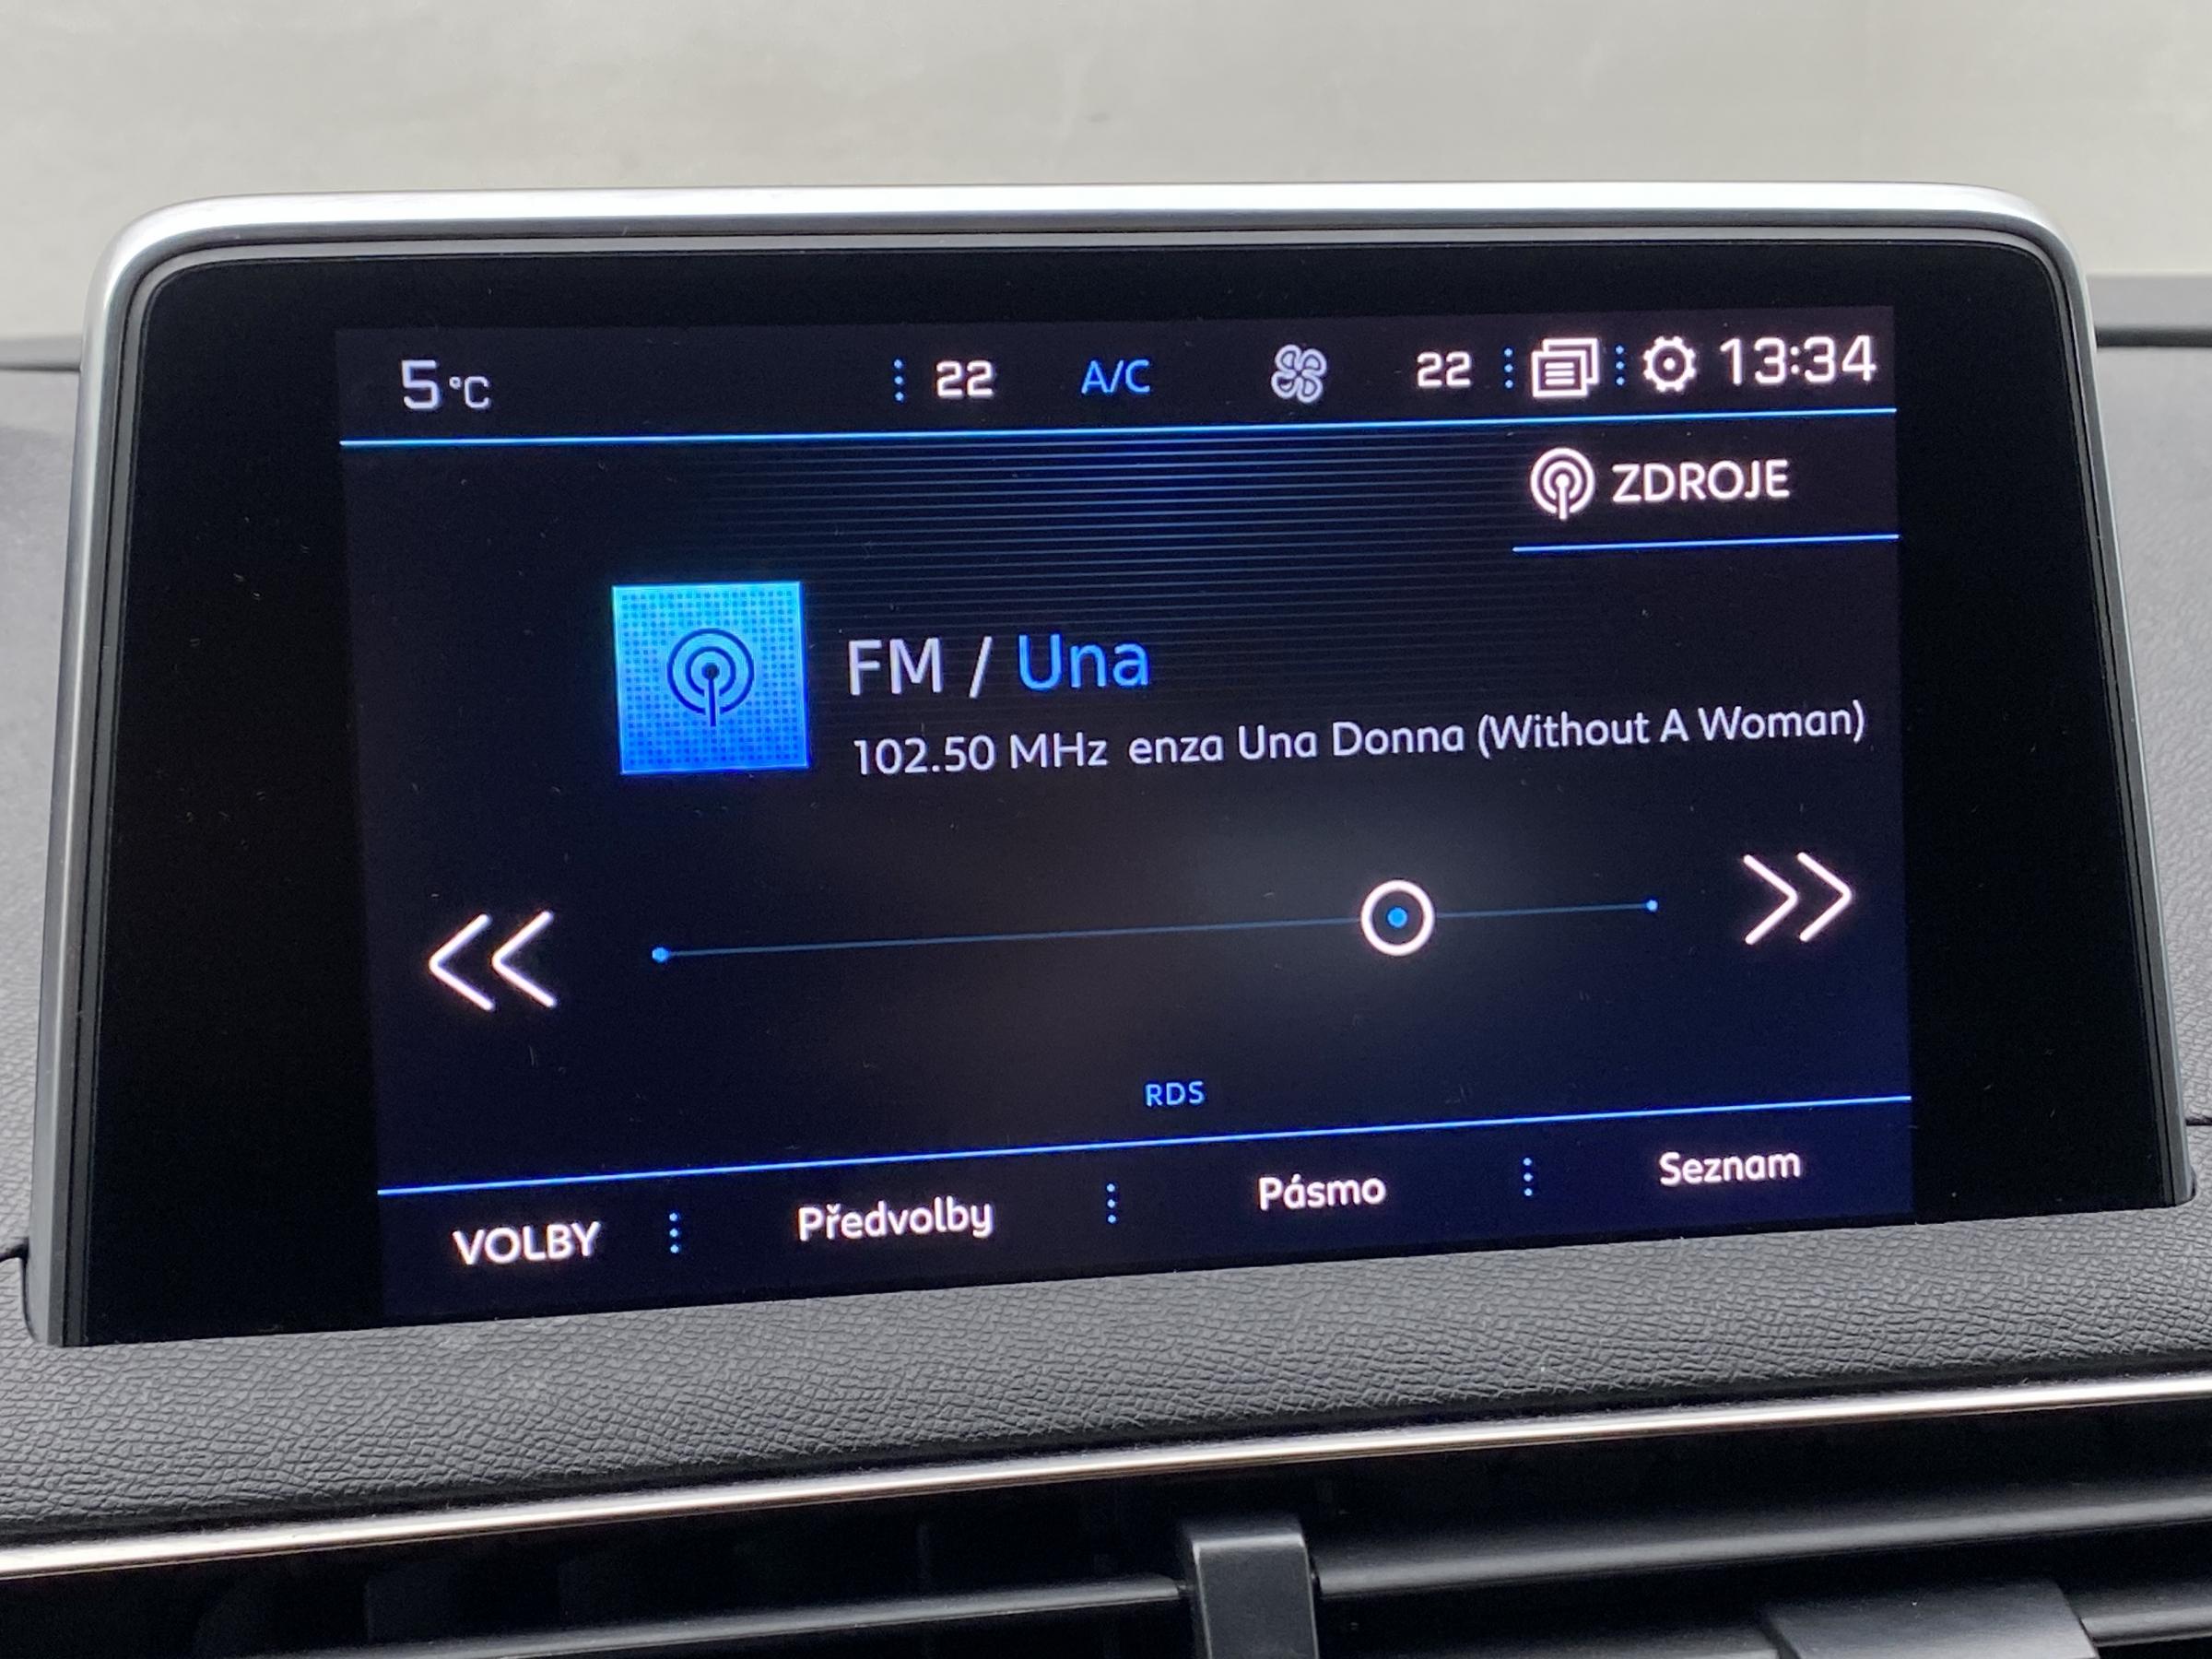 5 °C 22 A/C 22 13:34
ZDROJE
FM / Una
102.50 MHz enza Una Donna (Without A Woman)
RDS
VOLBY Předvolby Pásmo Seznam